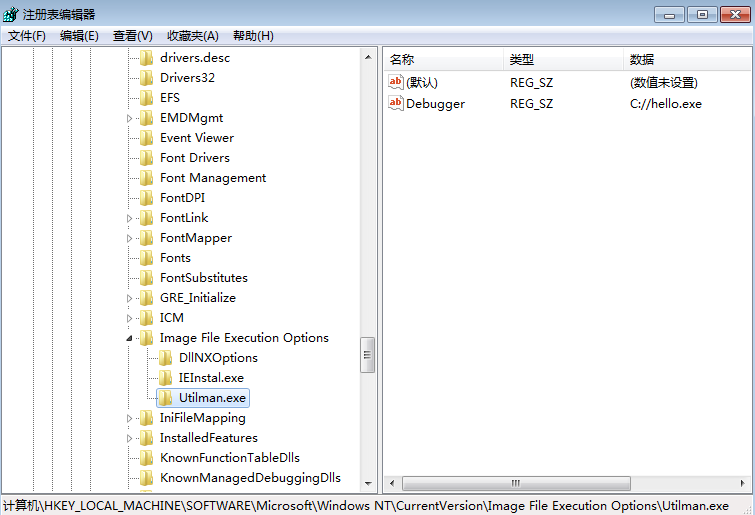 注册表编辑器
文件(F) 编辑(E) 查看(V) 收藏夹(A) 帮助(H)
drivers.desc
Drivers32
EFS
EMDMgmt
Event Viewer
Font Drivers
Font Management
FontDPI
FontLink
FontMapper
Fonts
FontSubstitutes
GRE_Initialize
ICM
Image File Execution Options
DllNXOptions
IEInstal.exe
Utilman.exe
IniFileMapping
InstalledFeatures
KnownFunctionTableDlls
KnownManagedDebuggingDlls
名称 类型 数据
ab (默认) REG_SZ (数值未设置)
ab Debugger REG_SZ C://hello.exe
计算机\HKEY_LOCAL_MACHINE\SOFTWARE\Microsoft\Windows NT\CurrentVersion\Image File Execution Options\Utilman.exe